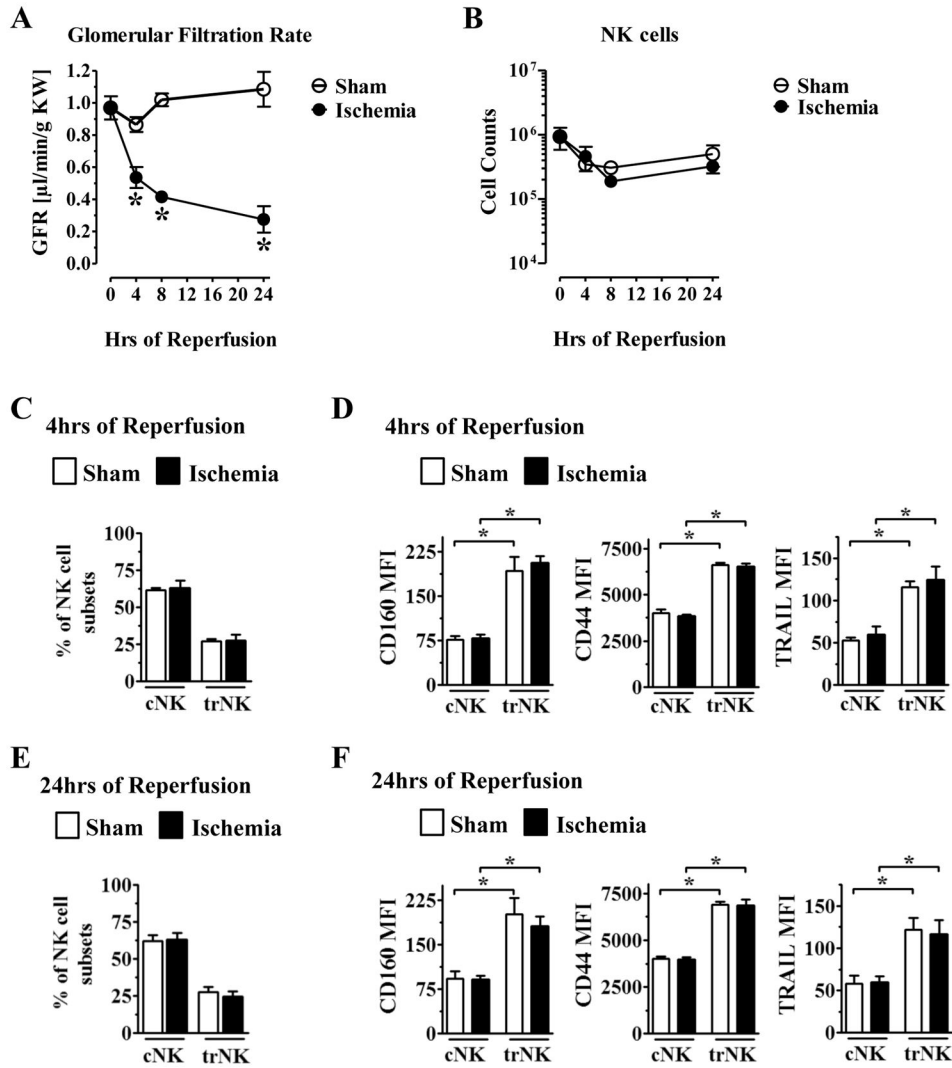 A
Glomerular Filtration Rate
GFR [µl/min/g KW]
1.2
1.0
0.8
0.6
0.4
0.2
0.0
* * *
0 4 8 12 16 20 24
Hrs of Reperfusion
Sham
Ischemia
B
NK cells
Cell Counts
10⁷
10⁶
10⁵
10⁴
0 4 8 12 16 20 24
Hrs of Reperfusion
Sham
Ischemia
C
4hrs of Reperfusion
Sham Ischemia
% of NK cell
subsets
100
75
50
25
0
cNK trNK
D
4hrs of Reperfusion
Sham Ischemia
CD160 MFI
225
150
75
0
*
*
cNK trNK
CD44 MFI
7500
5000
2500
0
*
*
cNK trNK
TRAIL MFI
150
100
50
0
*
*
cNK trNK
E
24hrs of Reperfusion
Sham Ischemia
% of NK cell
subsets
100
75
50
25
0
cNK trNK
F
24hrs of Reperfusion
Sham Ischemia
CD160 MFI
225
150
75
0
*
*
cNK trNK
CD44 MFI
7500
5000
2500
0
*
*
cNK trNK
TRAIL MFI
150
100
50
0
*
*
cNK trNK